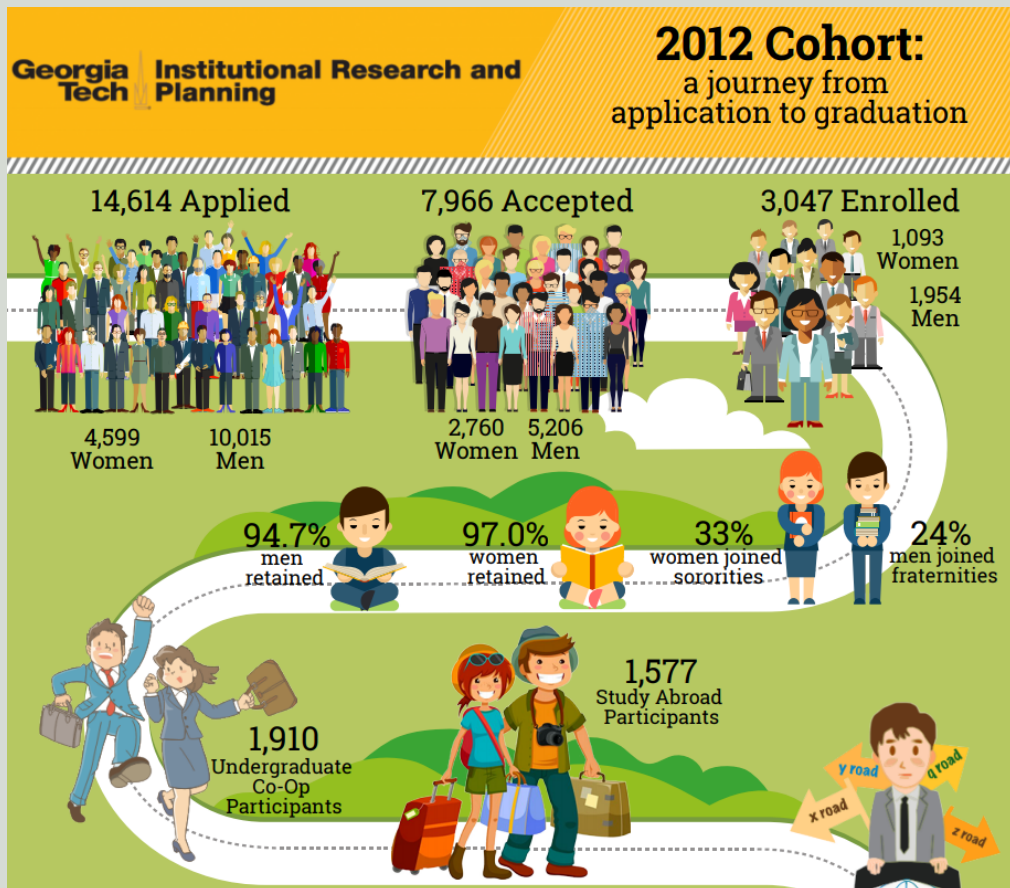 Georgia Tech
Institutional Research and Planning
2012 Cohort:
a journey from
application to graduation
14,614 Applied
7,966 Accepted
3,047 Enrolled
1,093
Women
1,954
Men
4,599
Women
10,015
Men
2,760
Women
5,206
Men
94.7%
men
retained
97.0%
women
retained
33%
women joined
sororities
24%
men joined
fraternities
1,577
Study Abroad
Participants
1,910
Undergraduate
Co-Op
Participants
y road
q road
x road
z road